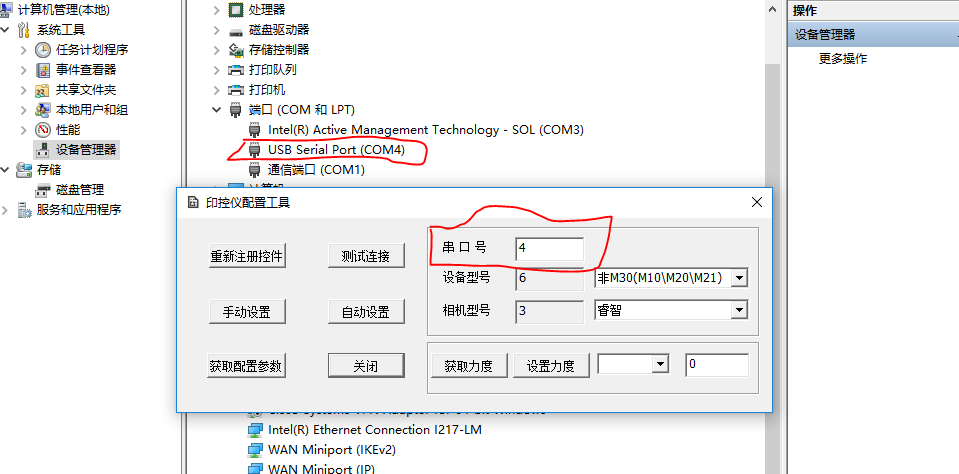 计算机管理(本地)
系统工具
任务计划程序
事件查看器
共享文件夹
本地用户和组
性能
设备管理器
存储
磁盘管理
服务和应用程序
处理器
磁盘驱动器
存储控制器
打印队列
打印机
端口 (COM 和 LPT)
Intel(R) Active Management Technology - SOL (COM3)
USB Serial Port (COM4)
通信端口 (COM1)
操作
设备管理器
更多操作
印控仪配置工具
重新注册控件
测试连接
手动设置
自动设置
获取配置参数
关闭
串 口 号
4
设备型号
6
非M30(M10\M20\M21)
相机型号
3
睿智
获取力度
设置力度
0
Intel(R) Ethernet Connection I217-LM
WAN Miniport (IKEv2)
WAN Miniport (IP)